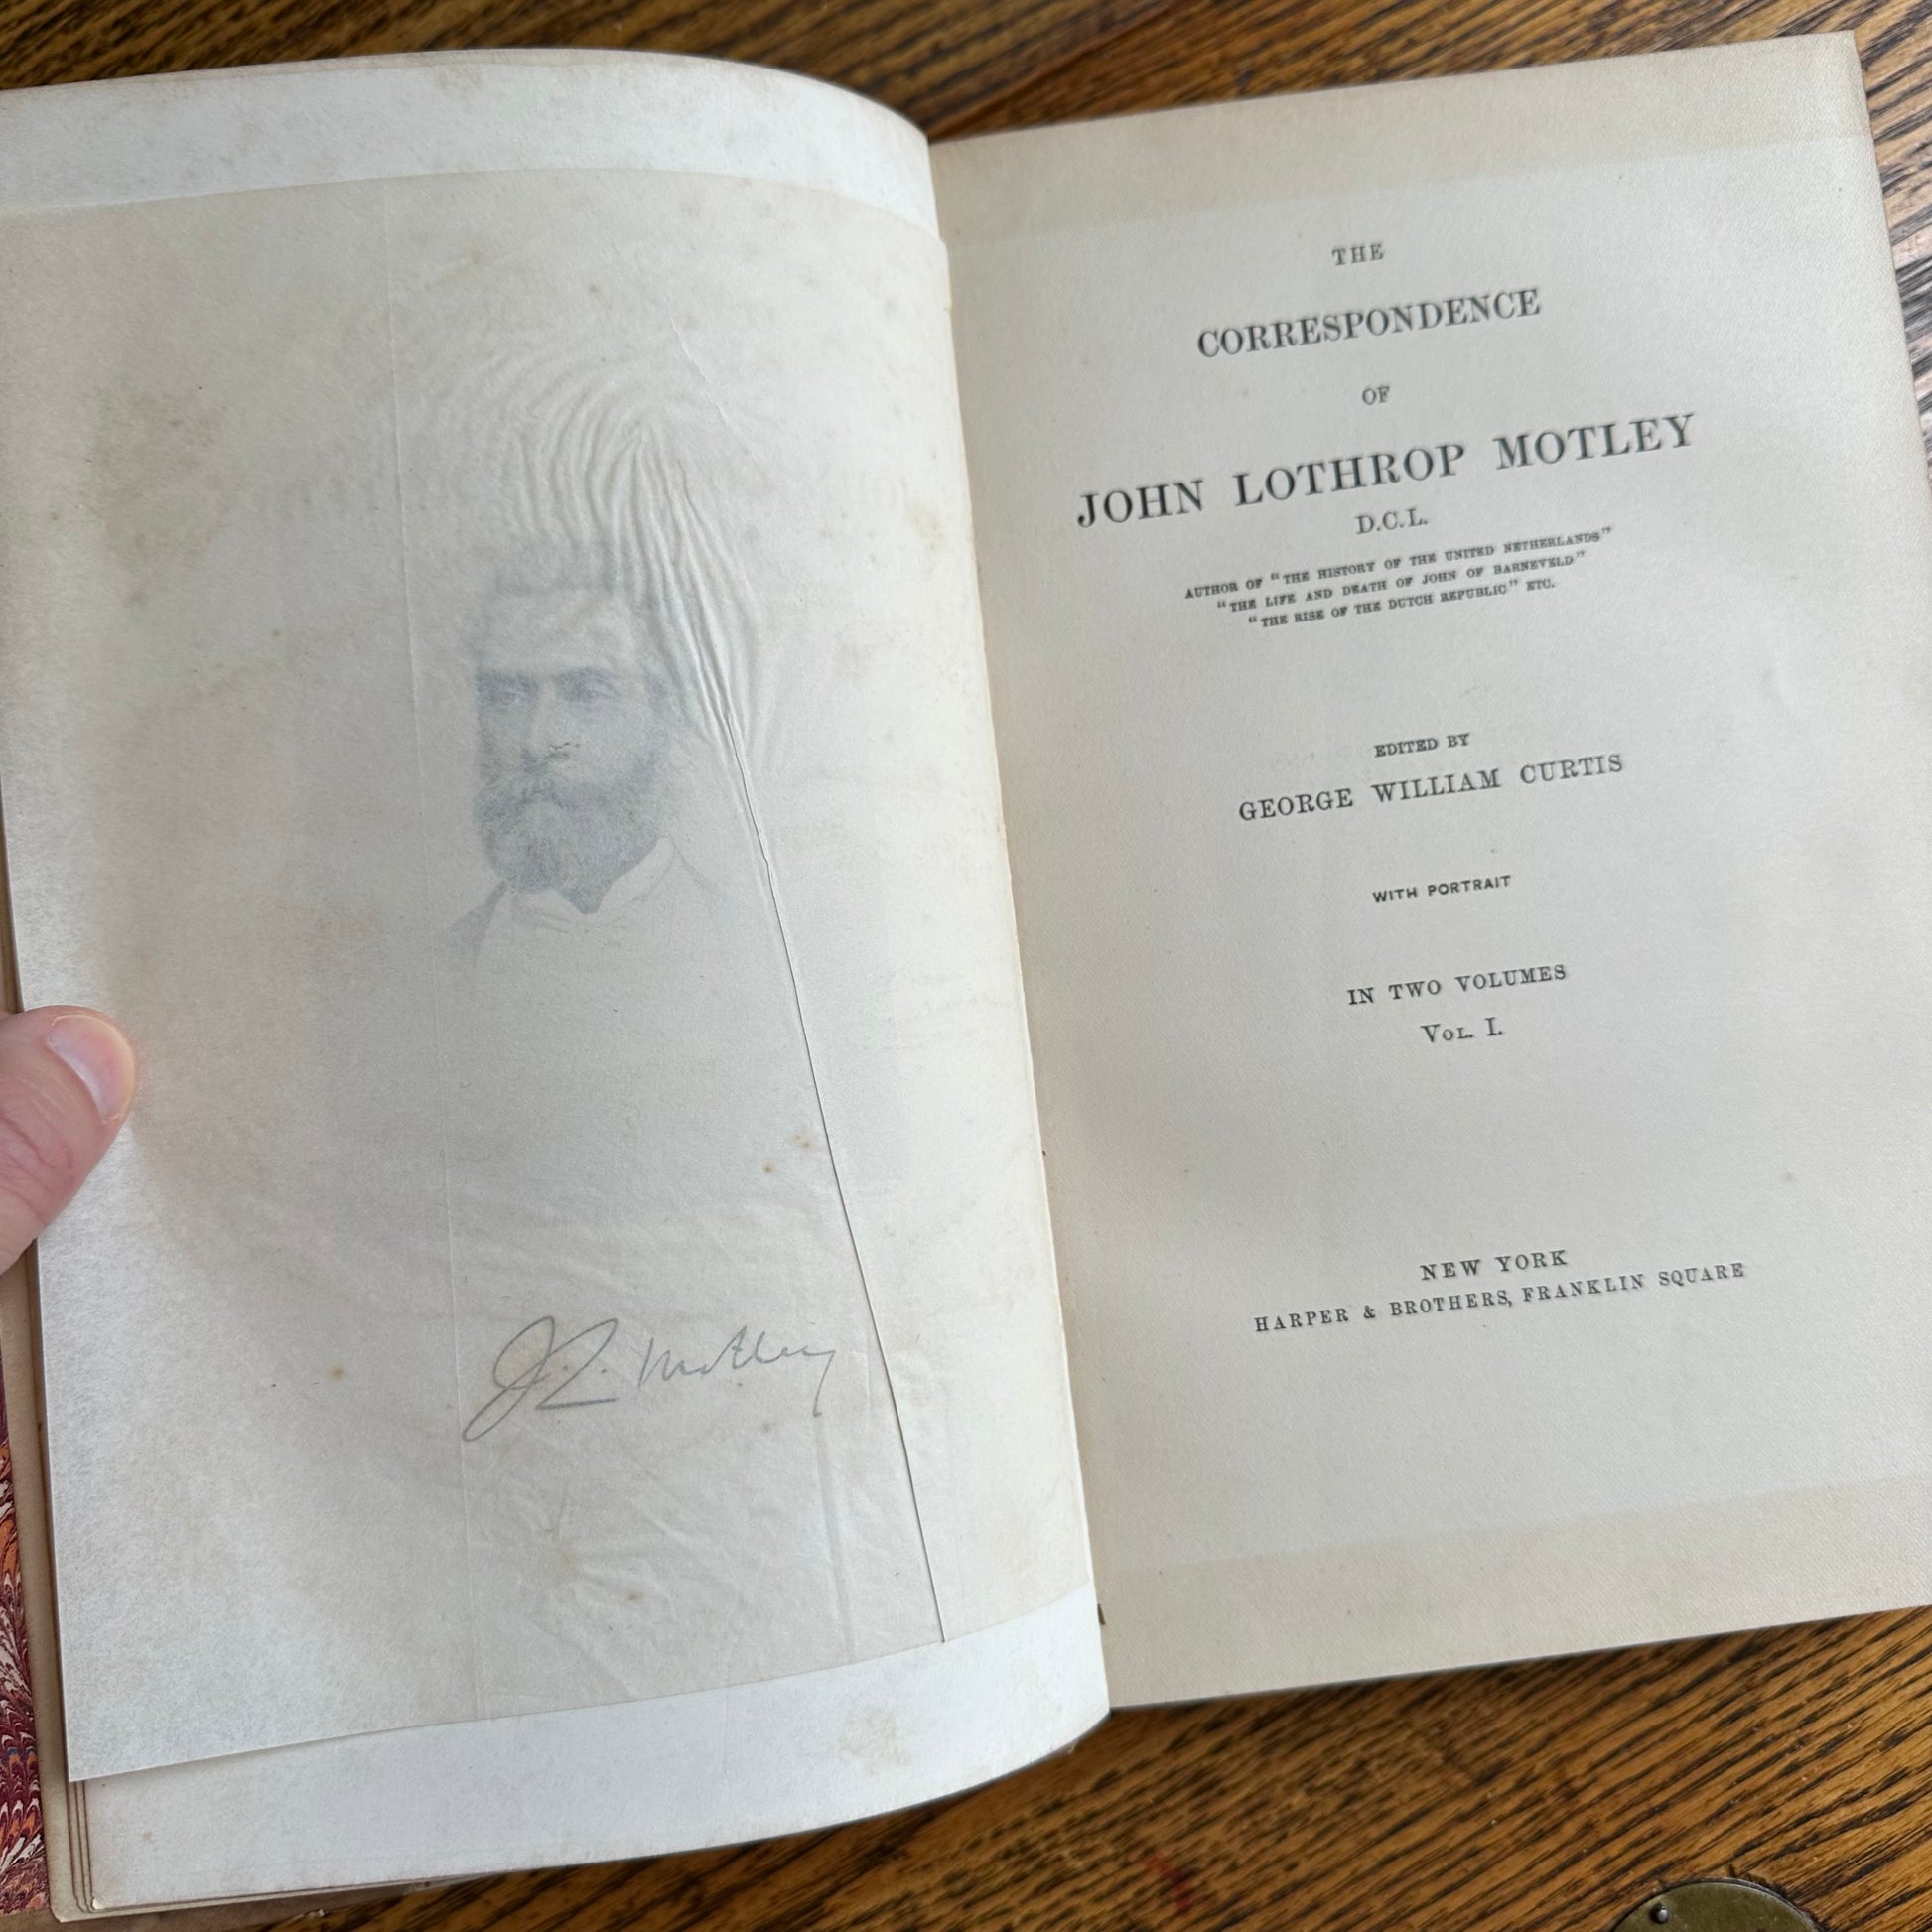 J.L. Motley
THE
CORRESPONDENCE
OF
JOHN LOTHROP MOTLEY
D.C.L.
AUTHOR OF "THE HISTORY OF THE UNITED NETHERLANDS"
"THE LIFE AND DEATH OF JOHN OF BARNEVELD"
"THE RISE OF THE DUTCH REPUBLIC" ETC.
EDITED BY
GEORGE WILLIAM CURTIS
WITH PORTRAIT
IN TWO VOLUMES
VOL. I.
NEW YORK
HARPER & BROTHERS, FRANKLIN SQUARE